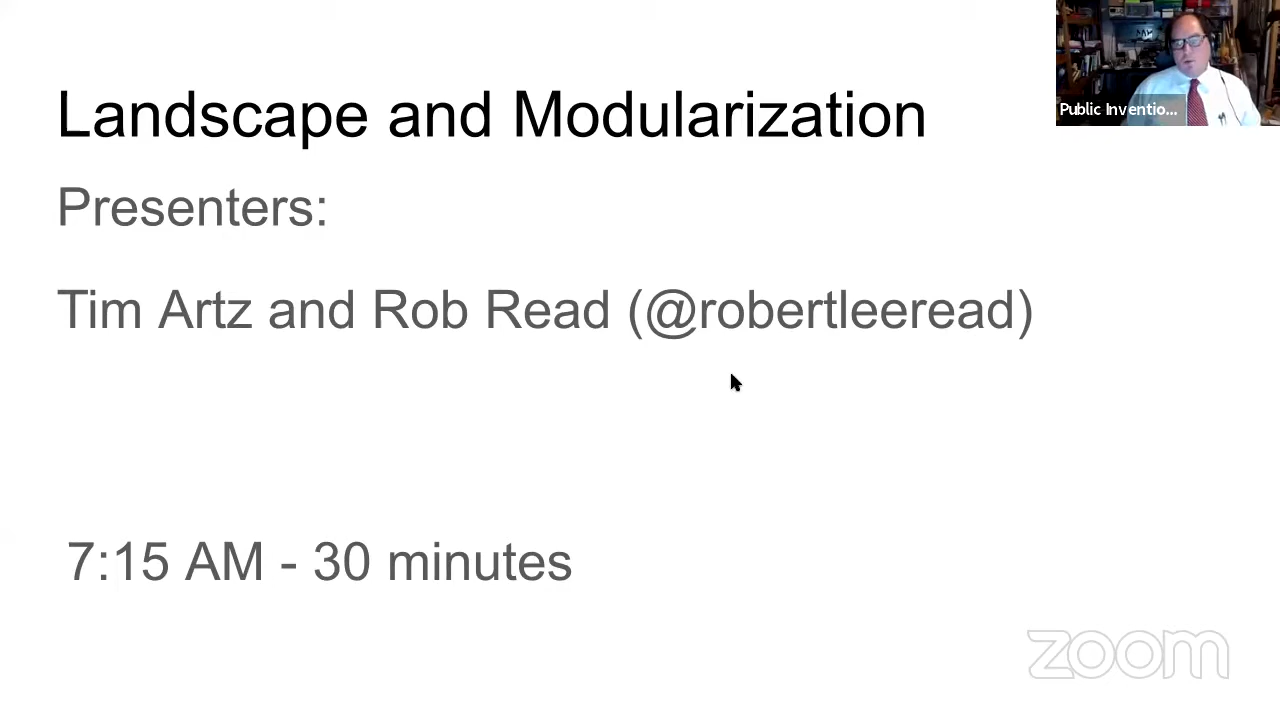 Landscape and Modularization
Public Inventio...
Presenters:
Tim Artz and Rob Read (@robertleeread)
7:15 AM - 30 minutes
zoom